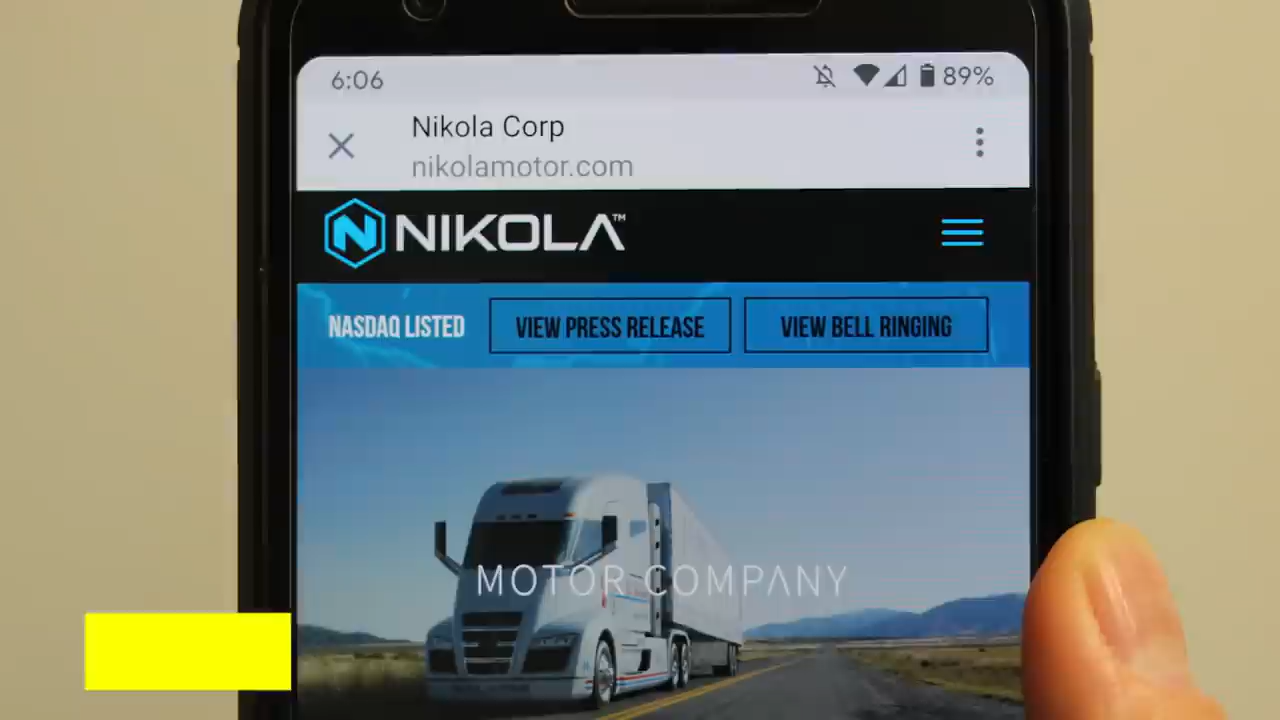 6:06
89%
Nikola Corp
nikolamotor.com
NIKOLA™
NASDAQ LISTED
VIEW PRESS RELEASE
VIEW BELL RINGING
MOTOR COMPANY